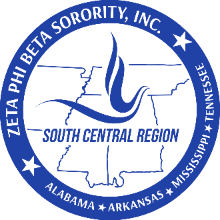 ZETA PHI BETA SORORITY, INC.
SOUTH CENTRAL REGION
ALABAMA ★ ARKANSAS ★ MISSISSIPPI ★ TENNESSEE